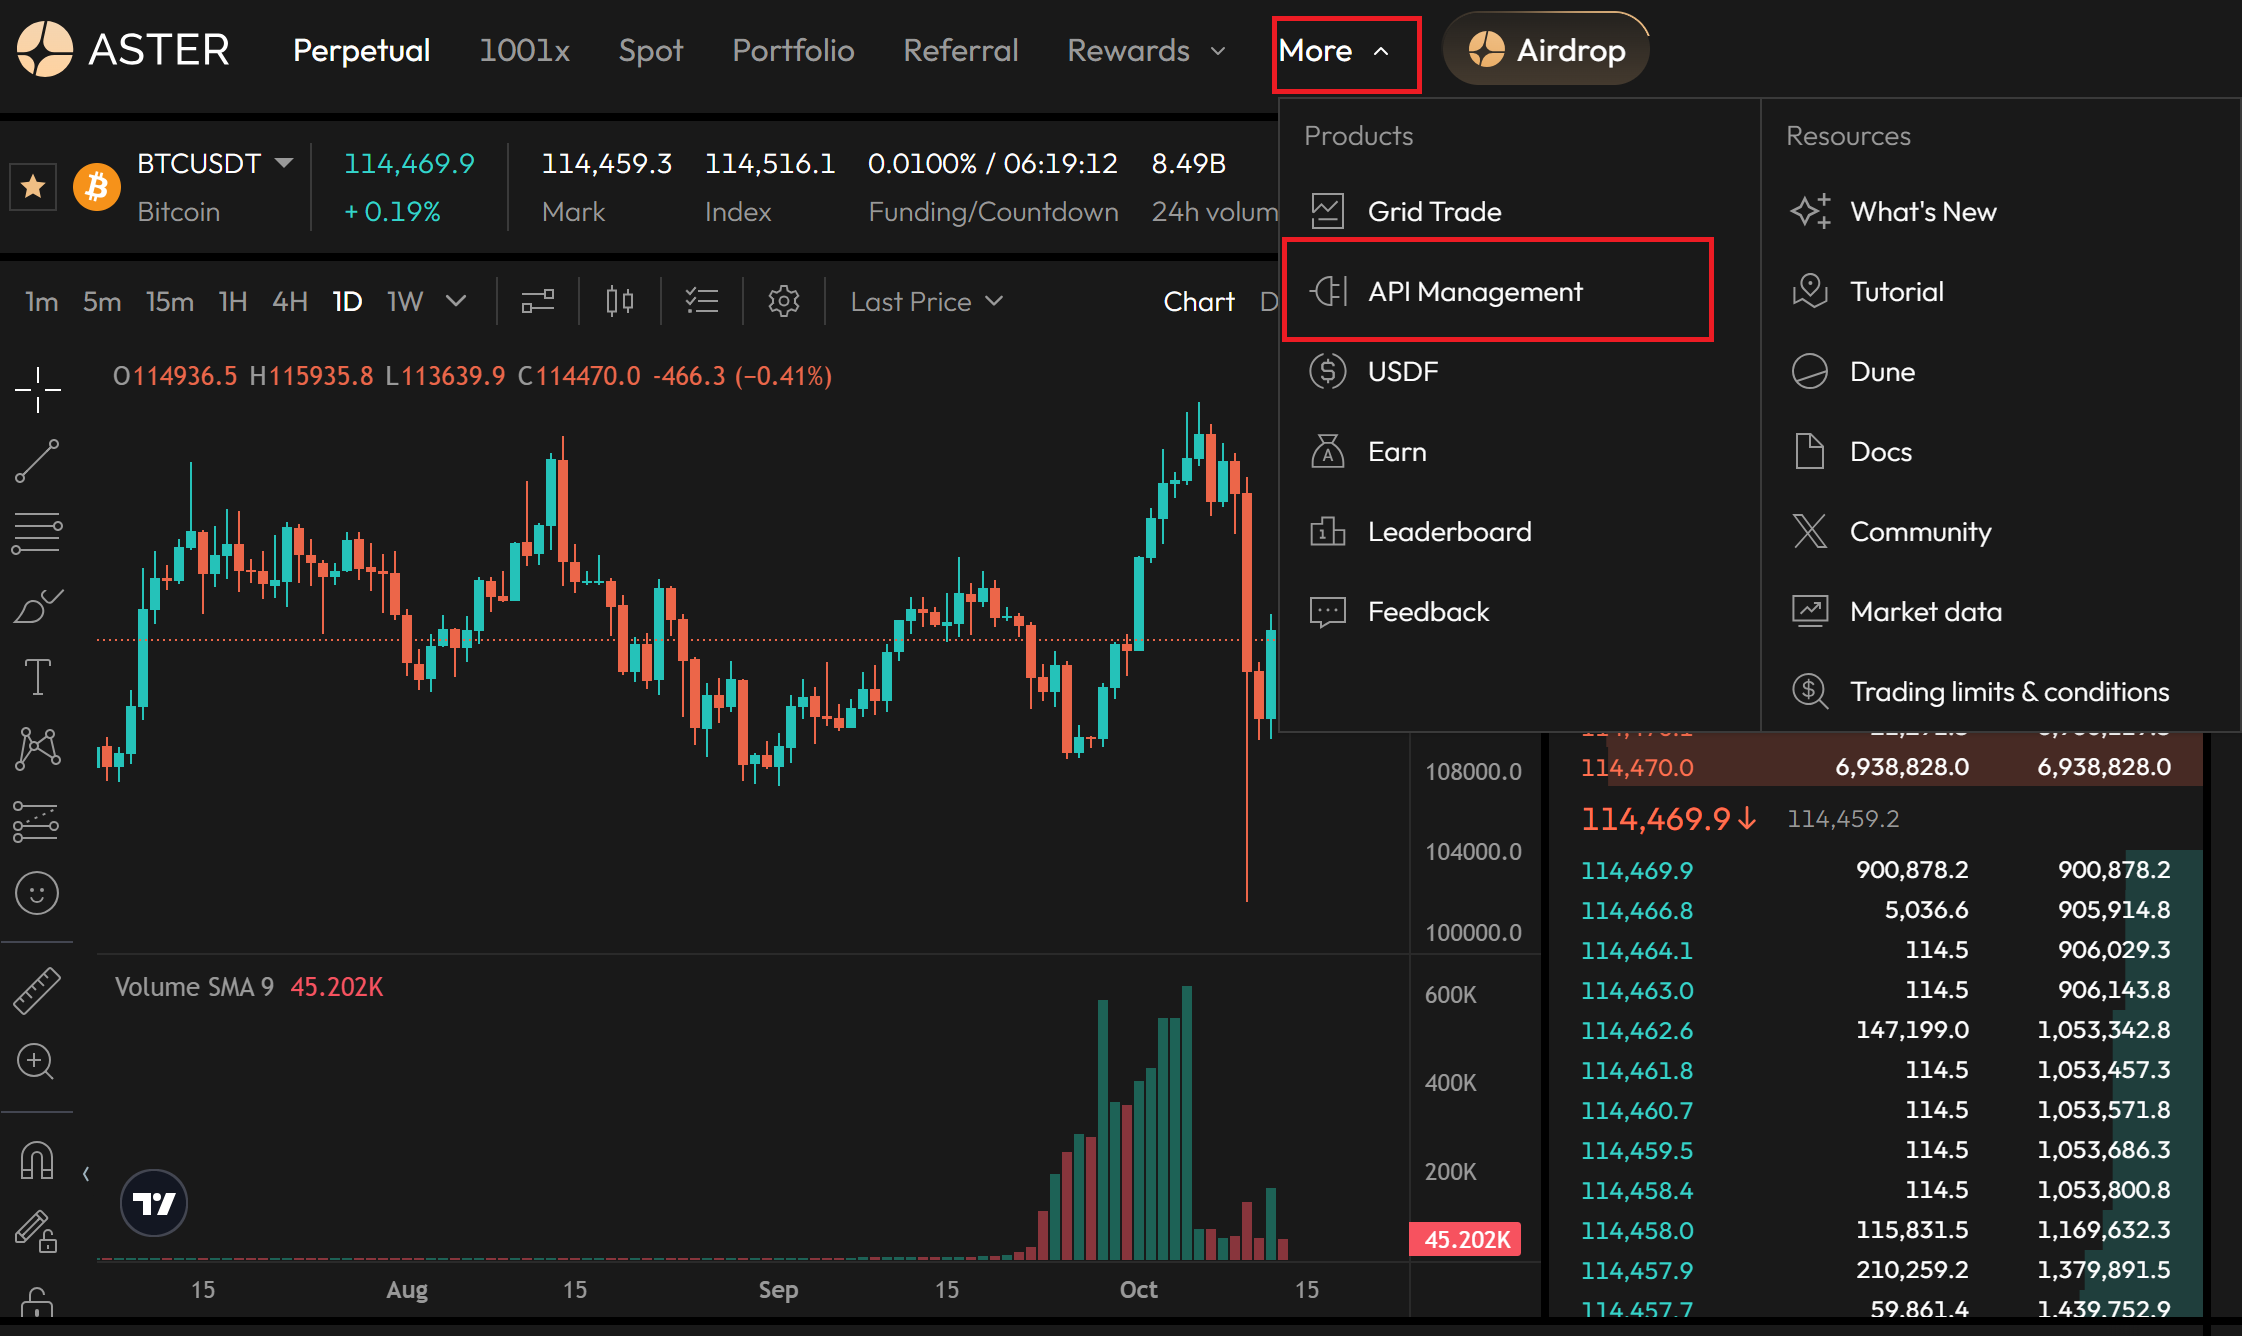 ASTER Perpetual 1001x Spot Portfolio Referral Rewards More Airdrop
Products
Grid Trade
API Management
USDF
Earn
Leaderboard
Feedback
Resources
What's New
Tutorial
Dune
Docs
Community
Market data
Trading limits & conditions
BTCUSDT 114,469.9 114,459.3 114,516.1 0.0100% / 06:19:12 8.49B
Bitcoin + 0.19% Mark Index Funding/Countdown 24h volum
1m 5m 15m 1H 4H 1D 1W Last Price Chart D
O114936.5 H115935.8 L113639.9 C114470.0 -466.3 (−0.41%)
108000.0
104000.0
100000.0
Volume SMA 9 45.202K
600K
400K
200K
45.202K
15 Aug 15 Sep 15 Oct 15
114,470.0 6,938,828.0 6,938,828.0
114,469.9↓ 114,459.2
114,469.9 900,878.2 900,878.2
114,466.8 5,036.6 905,914.8
114,464.1 114.5 906,029.3
114,463.0 114.5 906,143.8
114,462.6 147,199.0 1,053,342.8
114,461.8 114.5 1,053,457.3
114,460.7 114.5 1,053,571.8
114,459.5 114.5 1,053,686.3
114,458.4 114.5 1,053,800.8
114,458.0 115,831.5 1,169,632.3
114,457.9 210,259.2 1,379,891.5
114,457.7 59,861.4 1,439,752.9